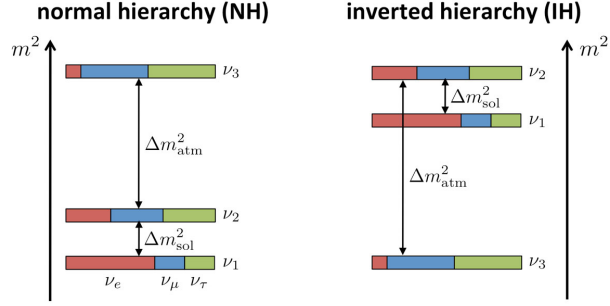 normal hierarchy (NH)
m²
ν₃
Δm²atm
ν₂
Δm²sol
ν₁
νe νμ ντ
inverted hierarchy (IH)
m²
ν₂
Δm²sol
ν₁
Δm²atm
ν₃